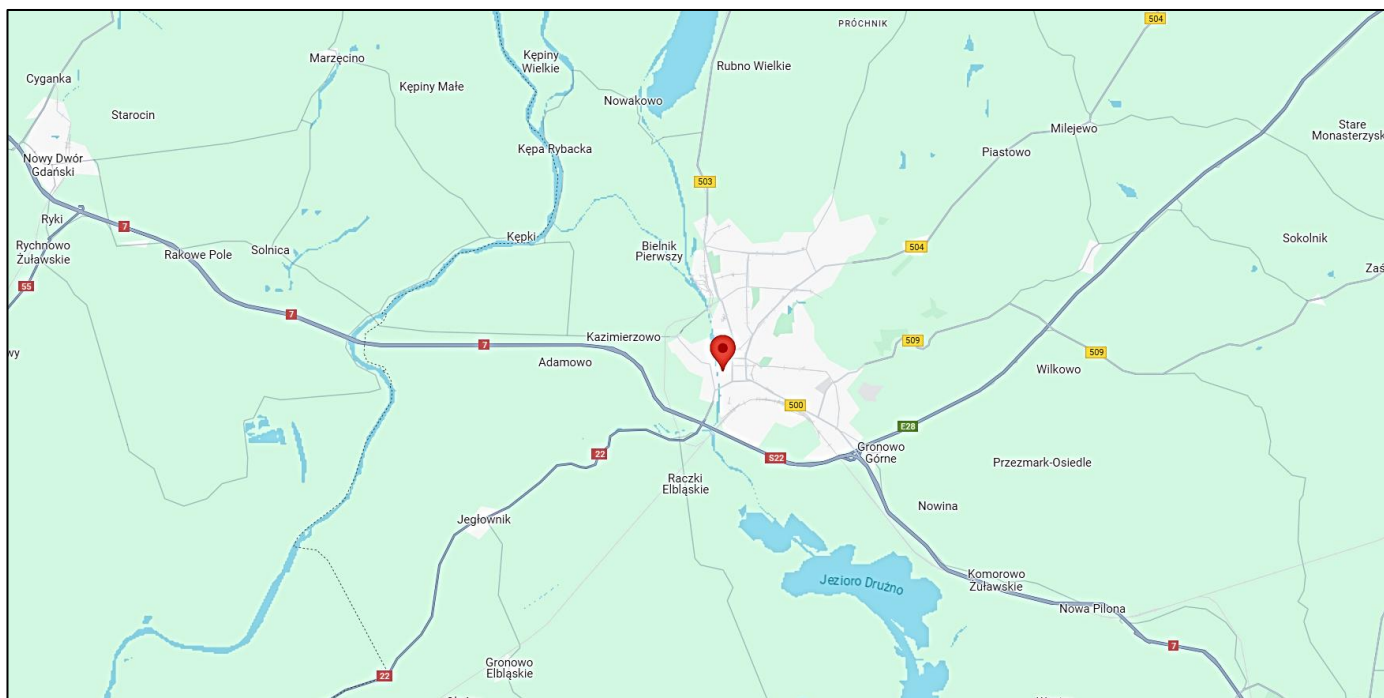 PRÓCHNIK
504
Marzęcino
Kępiny
Wielkie
Rubno Wielkie
Cyganka
Kępiny Małe
Starocin
Nowakowo
Milejewo
Stare
Monasterzysk
Nowy Dwór
Gdański
Kępa Rybacka
Piastowo
503
Ryki
7
Kępki
Bielnik
Pierwszy
504
Sokolnik
Rychnowo
Żuławskie
Rakowe Pole
Solnica
Zaś
55
7
7
Kazimierzowo
509
509
wy
Adamowo
Wilkowo
500
E28
22
S22
Gronowo
Górne
Przezmark-Osiedle
Raczki
Elbląskie
Nowina
Jegłownik
Jezioro Drużno
Komorowo
Żuławskie
Nowa Pilona
7
Gronowo
Elbląskie
22